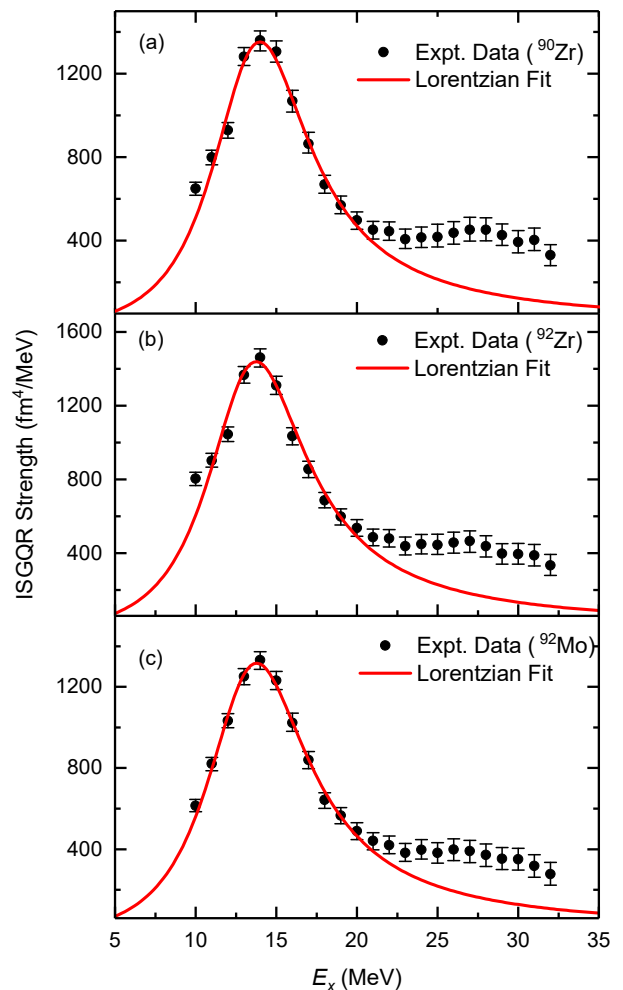 (a)
Expt. Data (⁹⁰Zr)
Lorentzian Fit
1200
800
400
(b)
Expt. Data (⁹²Zr)
Lorentzian Fit
1600
1200
800
400
(c)
Expt. Data (⁹²Mo)
Lorentzian Fit
1200
800
400
ISGQR Strength (fm⁴/MeV)
5 10 15 20 25 30 35
Eₓ (MeV)